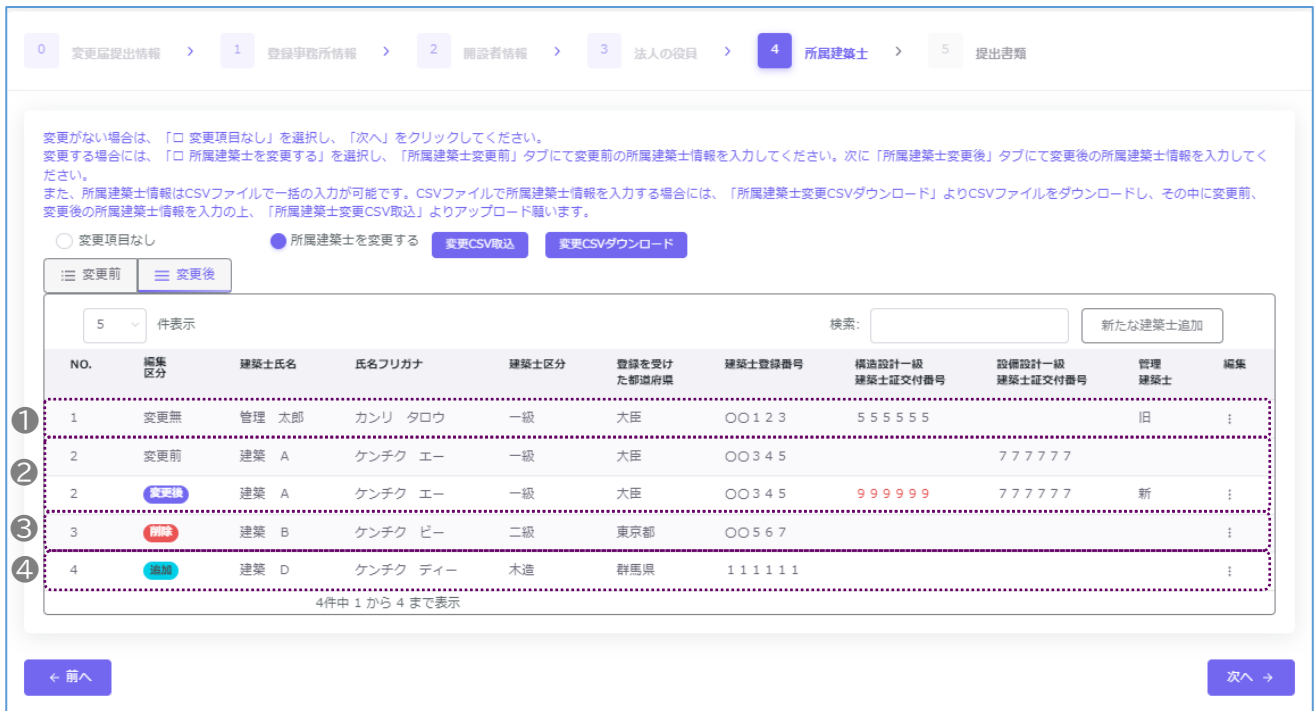 0 変更届提出情報 > 1 登録事務所情報 > 2 開設者情報 > 3 法人の役員 > 4 所属建築士 > 5 提出書類
変更がない場合は、「□ 変更項目なし」を選択し、「次へ」をクリックしてください。
変更する場合には、「□ 所属建築士を変更する」を選択し、「所属建築士変更前」タブにて変更前の所属建築士情報を入力してください。次に「所属建築士変更後」タブにて変更後の所属建築士情報を入力してく
ださい。
また、所属建築士情報はCSVファイルで一括の入力が可能です。CSVファイルで所属建築士情報を入力する場合には、「所属建築士変更CSVダウンロード」よりCSVファイルをダウンロードし、その中に変更前、
変更後の所属建築士情報を入力の上、「所属建築士変更CSV取込」よりアップロード願います。
変更項目なし 所属建築士を変更する 変更CSV取込 変更CSVダウンロード
変更前 変更後
5 件表示 検索: 新たな建築士追加
NO. 編集区分 建築士氏名 氏名フリガナ 建築士区分 登録を受けた都道府県 建築士登録番号 構造設計一級建築士証交付番号 設備設計一級建築士証交付番号 管理建築士 編集
❶ 1 変更無 管理 太郎 カンリ タロウ 一級 大臣 〇〇123 555555 旧 ⋮
❷ 2 変更前 建築 A ケンチク エー 一級 大臣 〇〇345 777777
2 変更後 建築 A ケンチク エー 一級 大臣 〇〇345 999999 777777 新 ⋮
❸ 3 削除 建築 B ケンチク ビー 二級 東京都 〇〇567 ⋮
❹ 4 追加 建築 D ケンチク ディー 木造 群馬県 111111 ⋮
4件中 1 から 4 まで表示
← 前へ 次へ →